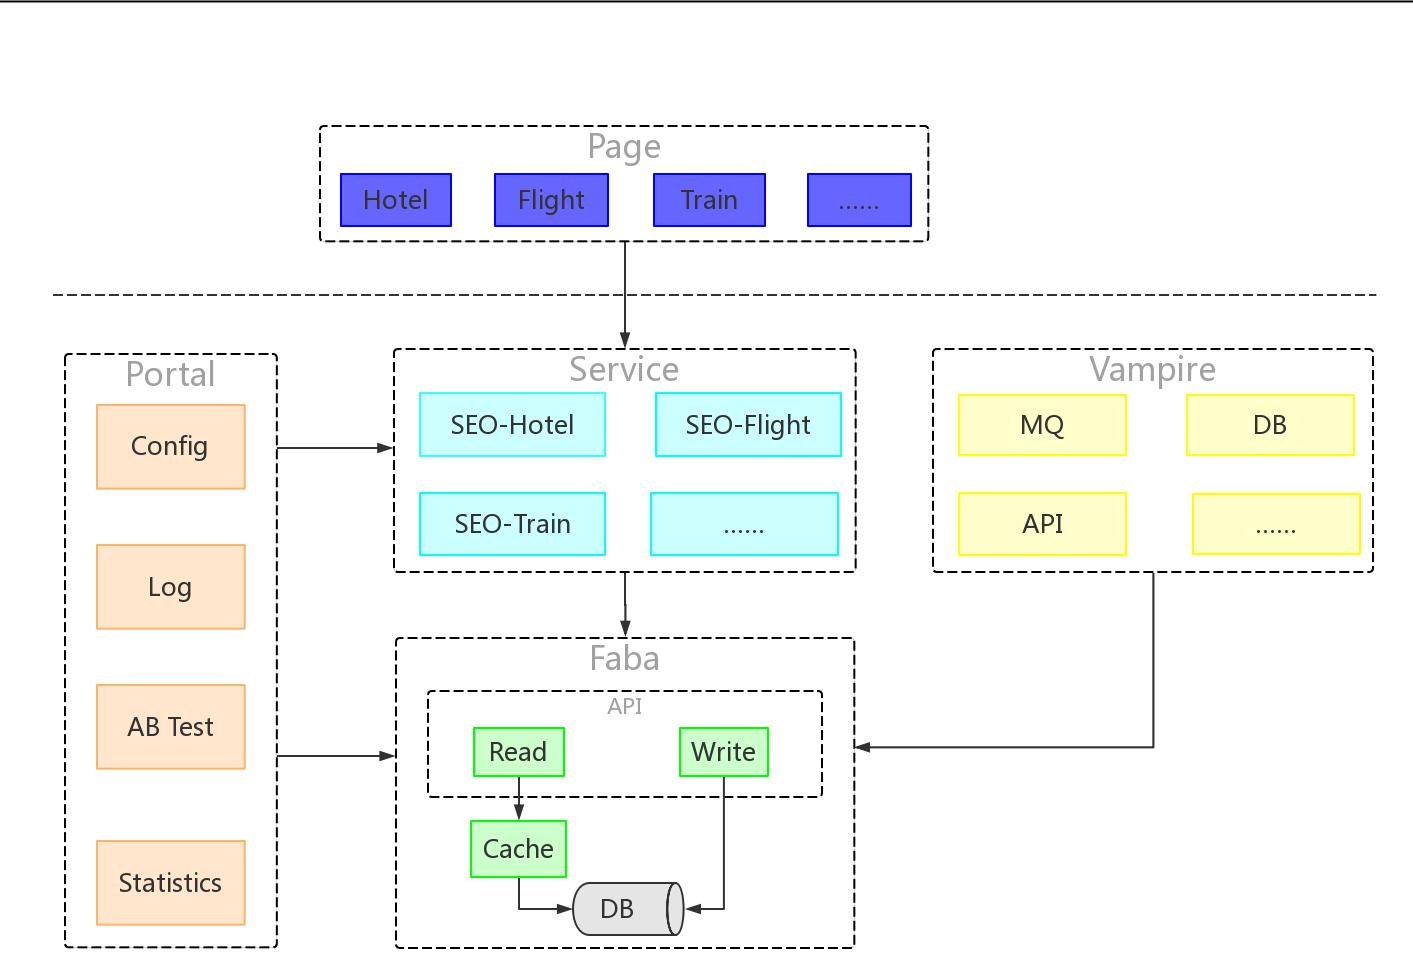 Page
Hotel
Flight
Train
......
Portal
Config
Log
AB Test
Statistics
Service
SEO-Hotel
SEO-Flight
SEO-Train
......
Vampire
MQ
DB
API
......
Faba
API
Read
Write
Cache
DB